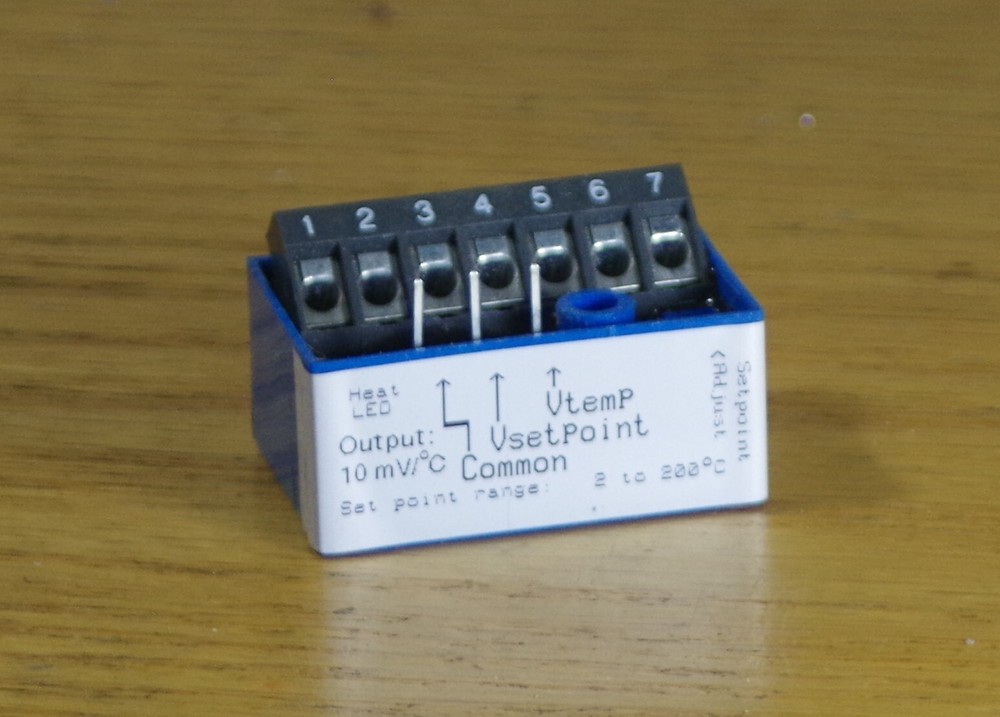 1 2 3 4 5 6 7
Heat
LED
↑ ↑ ↑
VtemP
Output: VsetPoint
10 mV/°C Common
Set point range: 2 to 200°C
Setpoint
<Adjust